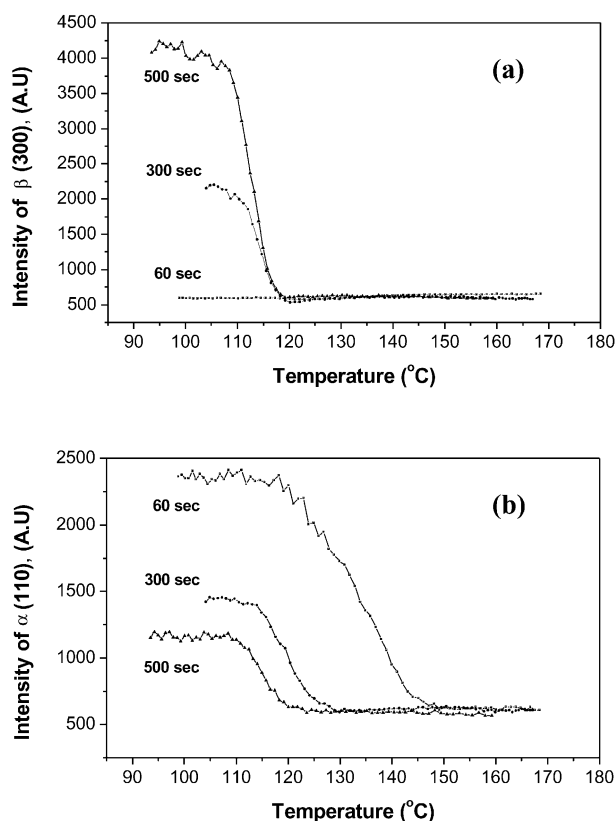 4500
4000
3500
3000
2500
2000
1500
1000
500
Intensity of β (300), (A.U)
(a)
500 sec
300 sec
60 sec
90 100 110 120 130 140 150 160 170 180
Temperature (°C)
2500
2000
1500
1000
500
Intensity of α (110), (A.U)
(b)
60 sec
300 sec
500 sec
90 100 110 120 130 140 150 160 170 180
Temperature (°C)